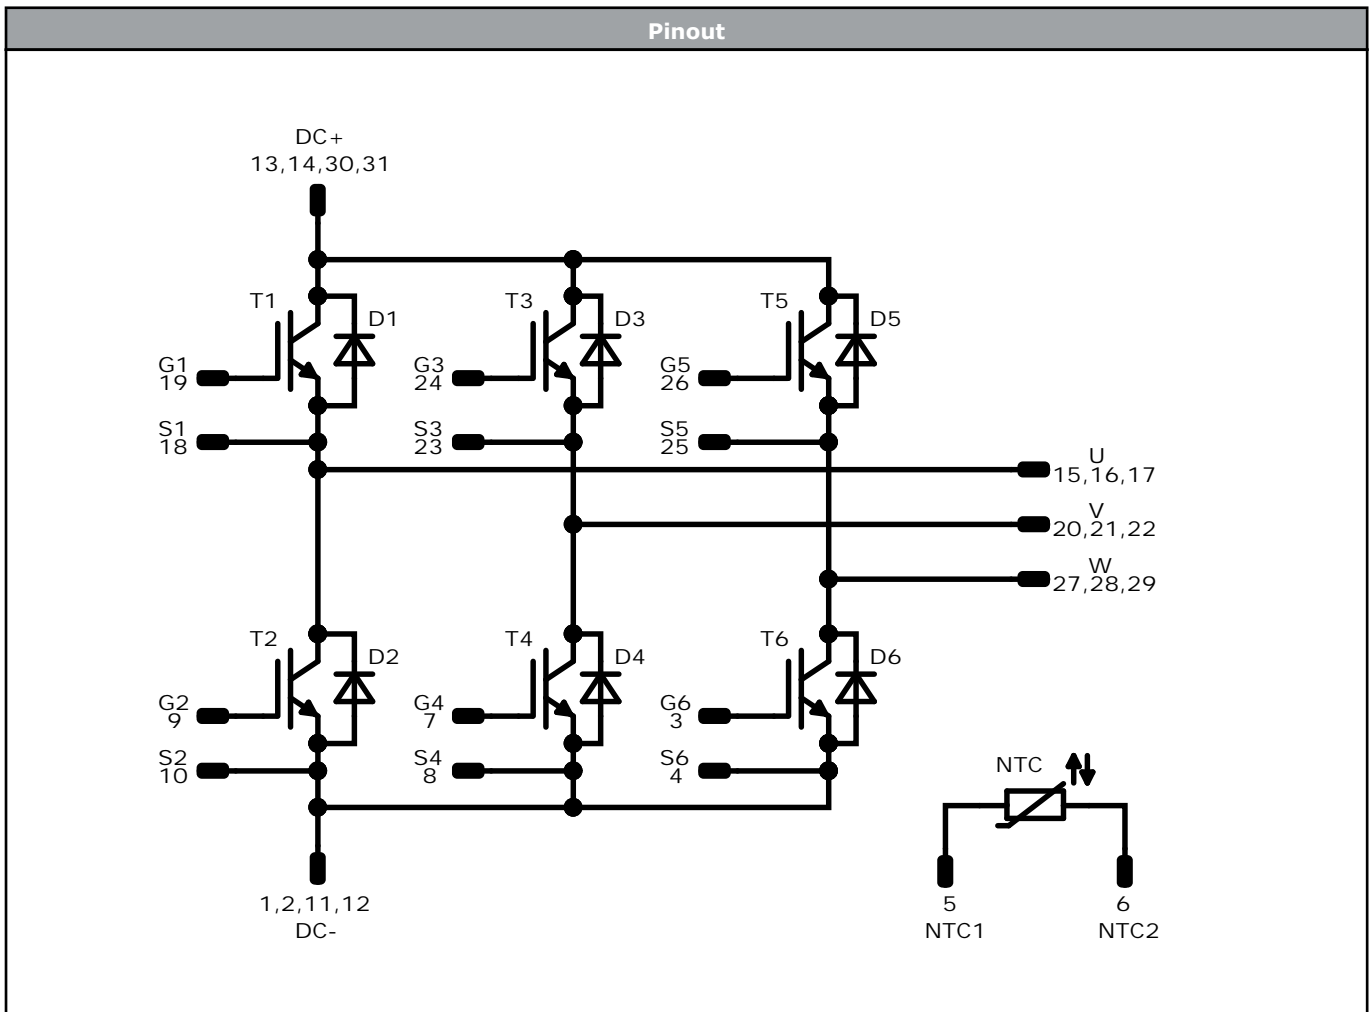 Pinout
DC+
13,14,30,31
T1
D1
T3
D3
T5
D5
G1
19
G3
24
G5
26
S1
18
S3
23
S5
25
U
15,16,17
V
20,21,22
W
27,28,29
T2
D2
T4
D4
T6
D6
G2
9
G4
7
G6
3
S2
10
S4
8
S6
4
NTC
1,2,11,12
DC-
5
NTC1
6
NTC2